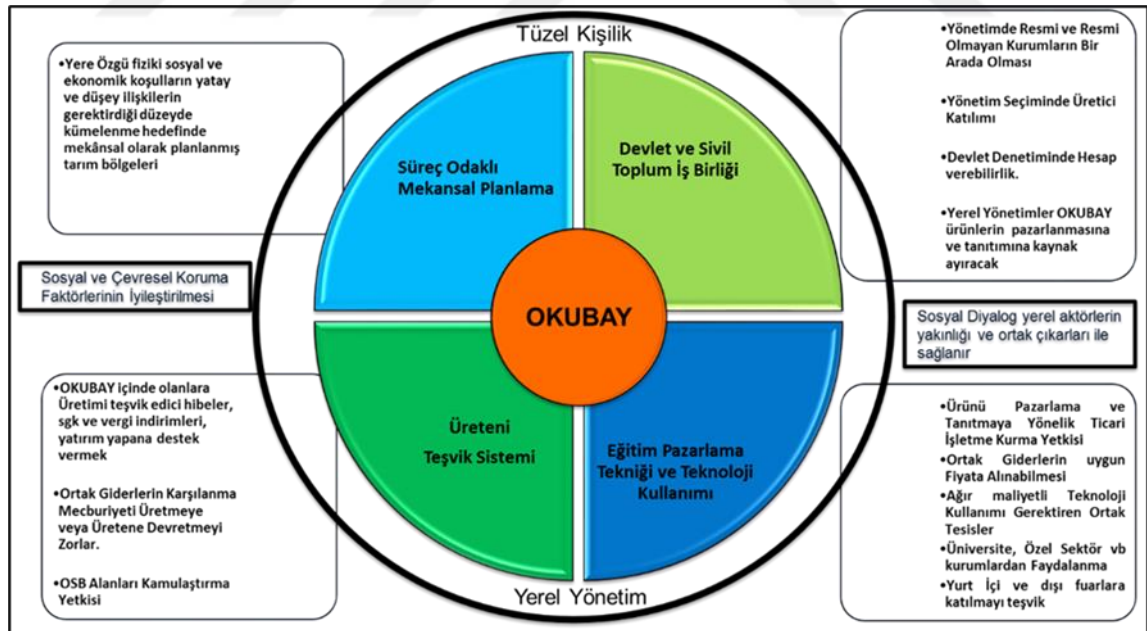 Tüzel Kişilik
•Yere Özgü fiziki sosyal ve
ekonomik koşulların yatay
ve düşey ilişkilerin
gerektirdiği düzeyde
kümelenme hedefinde
mekânsal olarak planlanmış
tarım bölgeleri
•Yönetimde Resmi ve Resmi
Olmayan Kurumların Bir
Arada Olması
•Yönetim Seçiminde Üretici
Katılımı
•Devlet Denetiminde Hesap
verebilirlik.
•Yerel Yönetimler OKUBAY
ürünlerin pazarlanmasına
ve tanıtımına kaynak
ayıracak
Süreç Odaklı
Mekansal Planlama
Devlet ve Sivil
Toplum İş Birliği
Sosyal ve Çevresel Koruma
Faktörlerinin İyileştirilmesi
OKUBAY
Sosyal Diyalog yerel aktörlerin
yakınlığı ve ortak çıkarları ile
sağlanır
•OKUBAY içinde olanlara
Üretimi teşvik edici hibeler,
sgk ve vergi indirimleri,
yatırım yapana destek
vermek
•Ortak Giderlerin Karşılanma
Mecburiyeti Üretmeye
veya Üretene Devretmeyi
Zorlar.
•OSB Alanları Kamulaştırma
Yetkisi
Üreteni
Teşvik Sistemi
Eğitim Pazarlama
Tekniği ve Teknoloji
Kullanımı
•Ürünü Pazarlama ve
Tanıtmaya Yönelik Ticari
İşletme Kurma Yetkisi
•Ortak Giderlerin uygun
Fiyata Alınabilmesi
•Ağır maliyetli Teknoloji
Kullanımı Gerektiren Ortak
Tesisler
•Üniversite, Özel Sektör vb
kurumlardan Faydalanma
•Yurt İçi ve dışı fuarlara
katılmayı teşvik
Yerel Yönetim